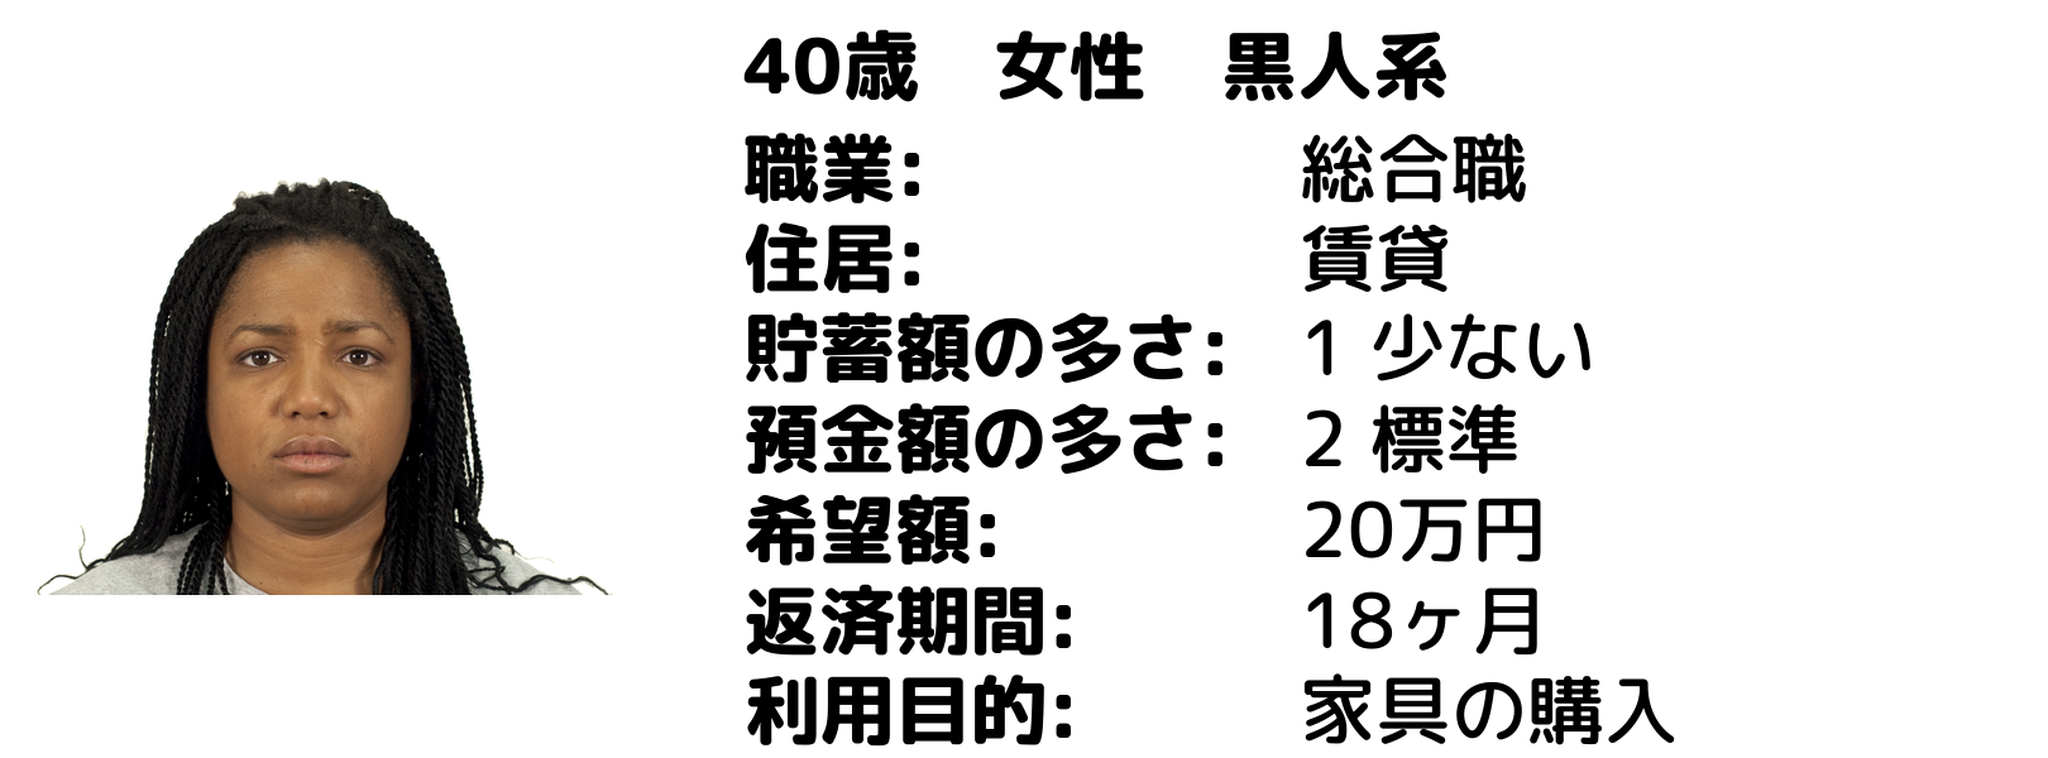 40歳　女性　黒人系
職業: 総合職
住居: 賃貸
貯蓄額の多さ: 1 少ない
預金額の多さ: 2 標準
希望額: 20万円
返済期間: 18ヶ月
利用目的: 家具の購入